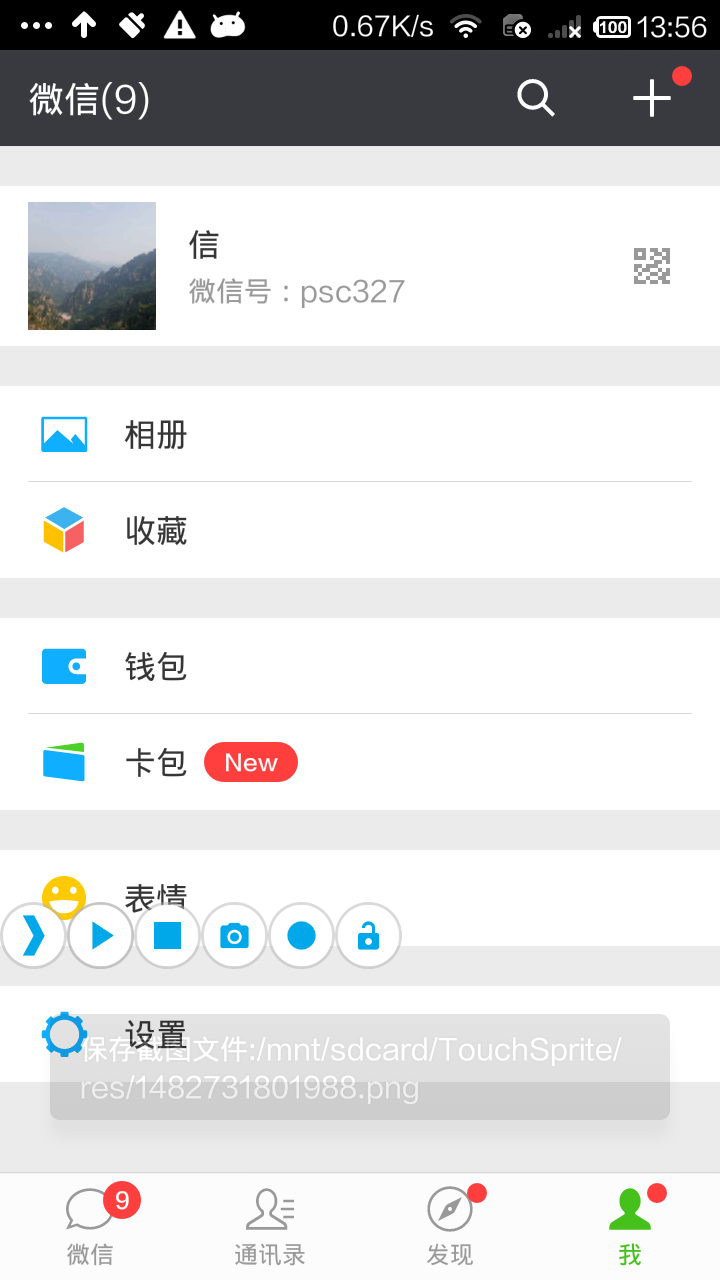 0.67K/s 100 13:56
微信(9)
信
微信号：psc327
相册
收藏
钱包
卡包 New
表情
设置
保存截图文件:/mnt/sdcard/TouchSprite/
res/1482731801988.png
9
微信 通讯录 发现 我